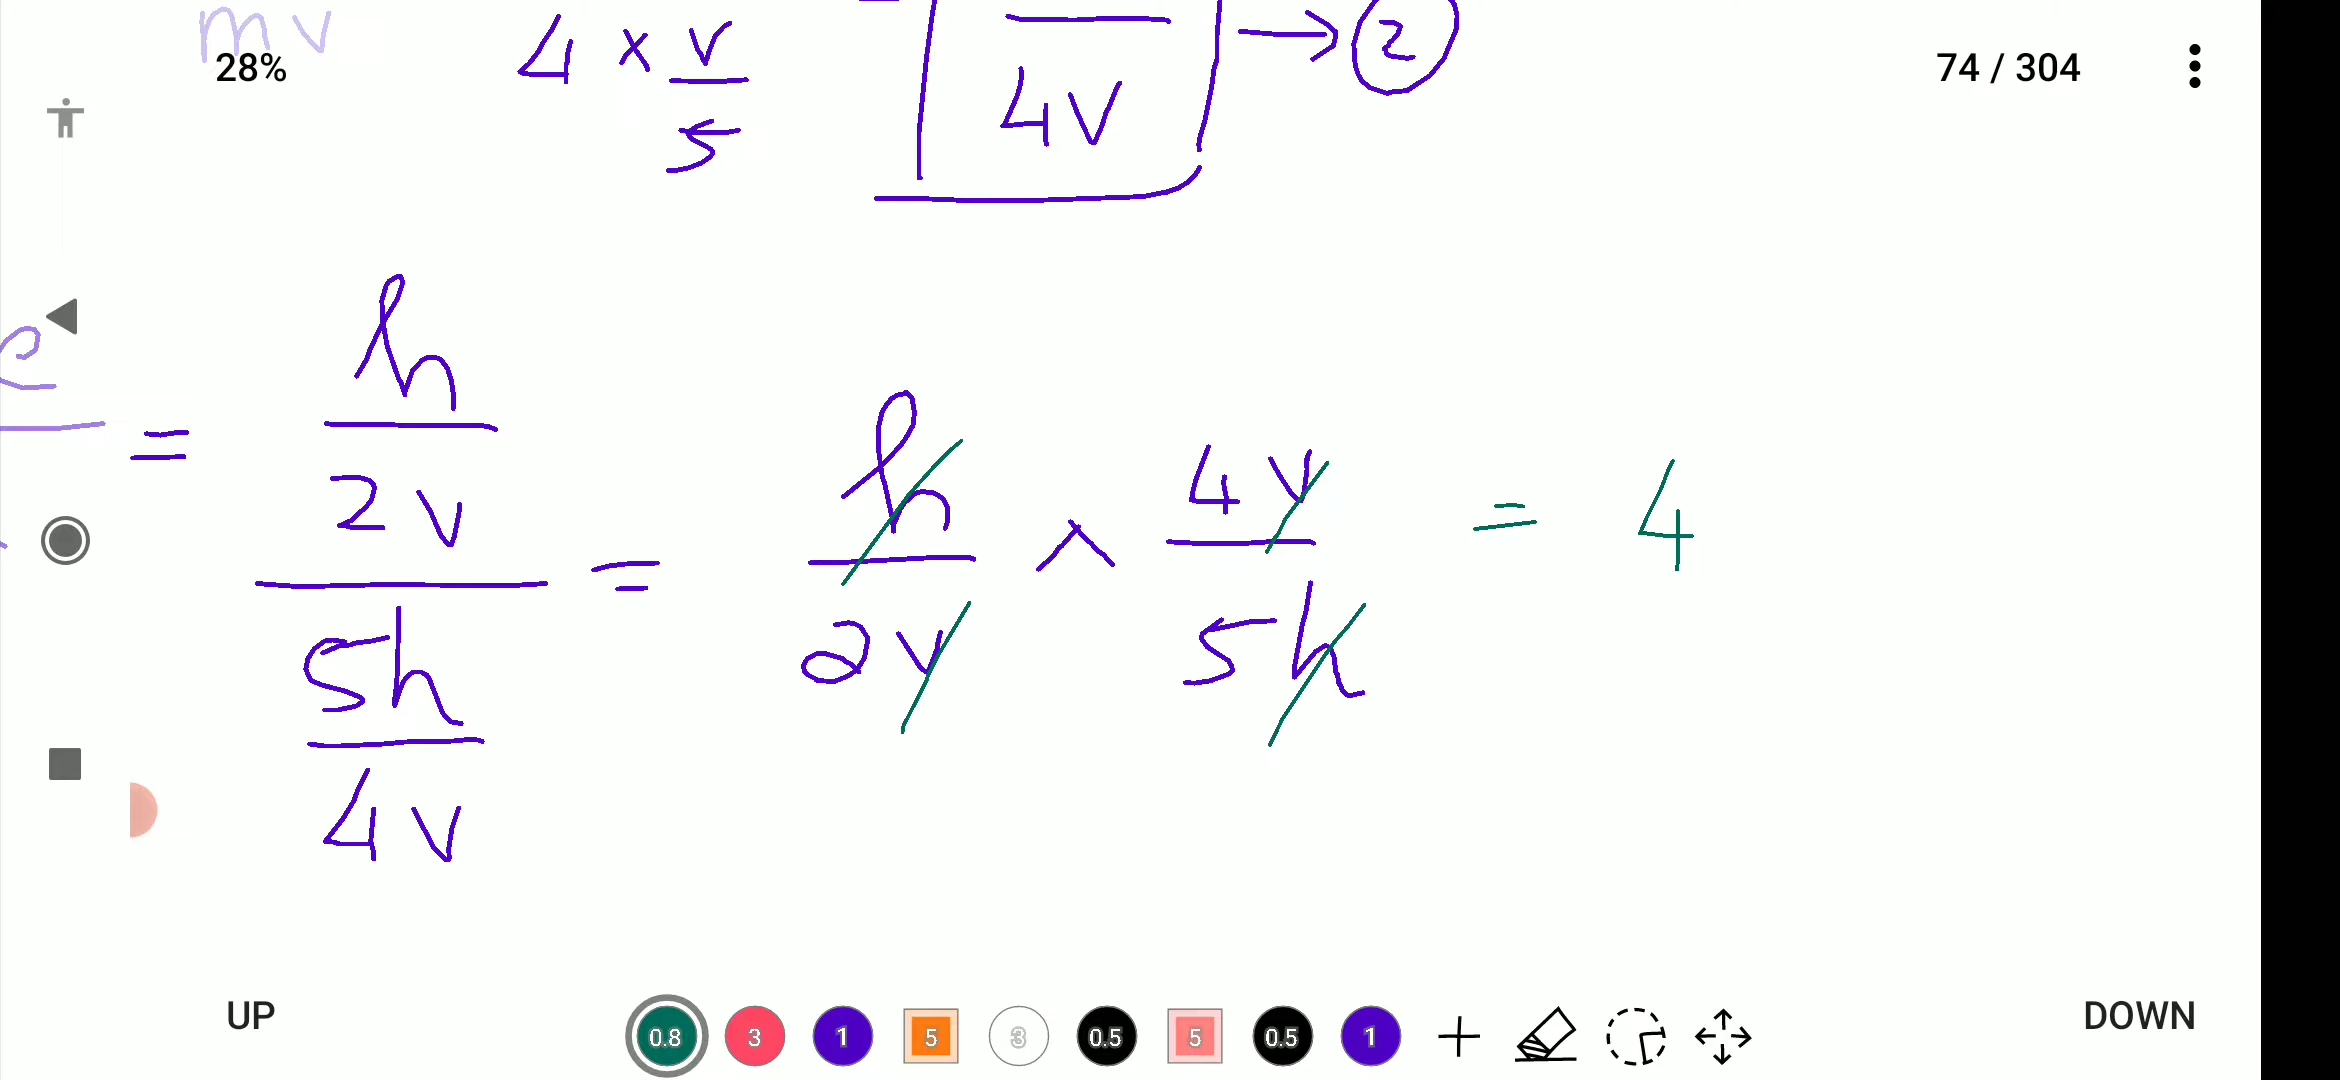 mv
28%
4 × v / 5
4v
→ 2
74 / 304
e
= h / 2v / 5h / 4v = h / 2v × 4v / 5h = 4
UP
0.8 3 1 5 3 0.5 5 0.5 1
DOWN